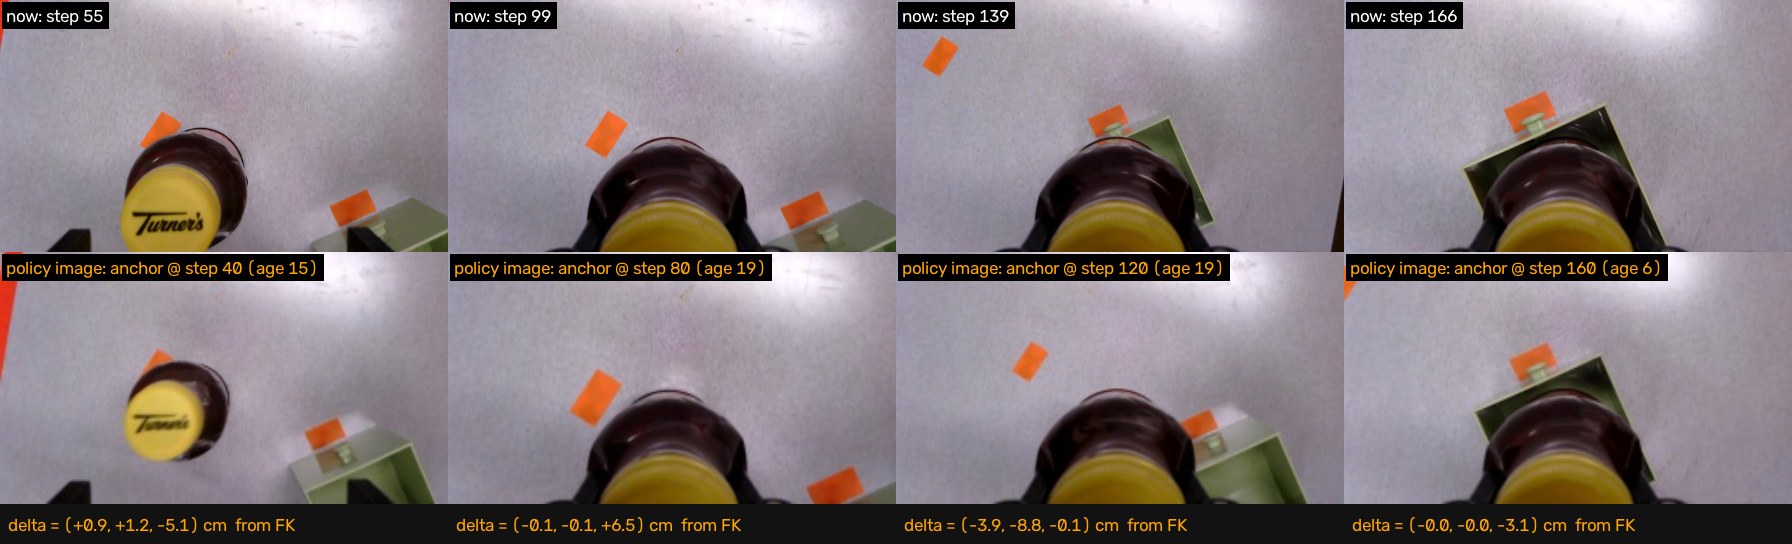 now: step 55
now: step 99
now: step 139
now: step 166
Turner's
policy image: anchor @ step 40 (age 15)
policy image: anchor @ step 80 (age 19)
policy image: anchor @ step 120 (age 19)
policy image: anchor @ step 160 (age 6)
Turner's
delta = (+0.9, +1.2, -5.1) cm from FK
delta = (-0.1, -0.1, +6.5) cm from FK
delta = (-3.9, -8.8, -0.1) cm from FK
delta = (-0.0, -0.0, -3.1) cm from FK